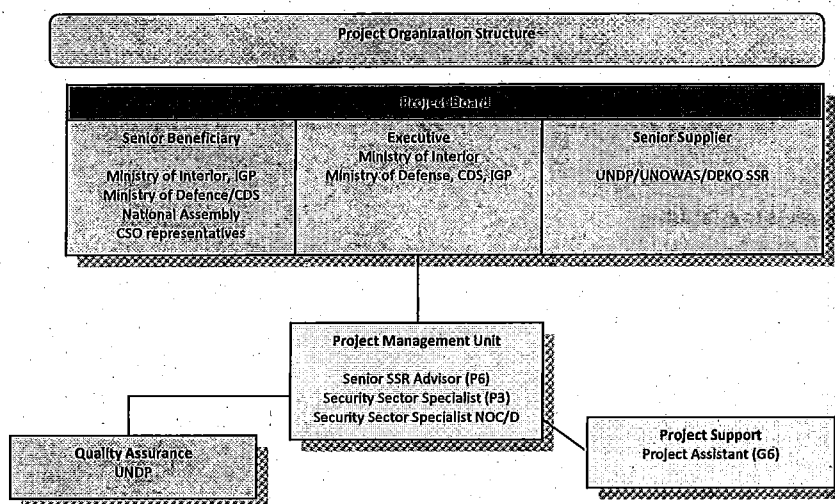 Project Organization Structure
Project Board
Senior Beneficiary
Ministry of Interior, IGP
Ministry of Defence/CDS
National Assembly
CSO representatives
Executive
Ministry of Interior
Ministry of Defense, CDS, IGP
Senior Supplier
UNDP/UNOWAS/DPKO SSR
Project Management Unit
Senior SSR Advisor (P6)
Security Sector Specialist (P3)
Security Sector Specialist NOC/D
Quality Assurance
UNDP
Project Support
Project Assistant (G6)